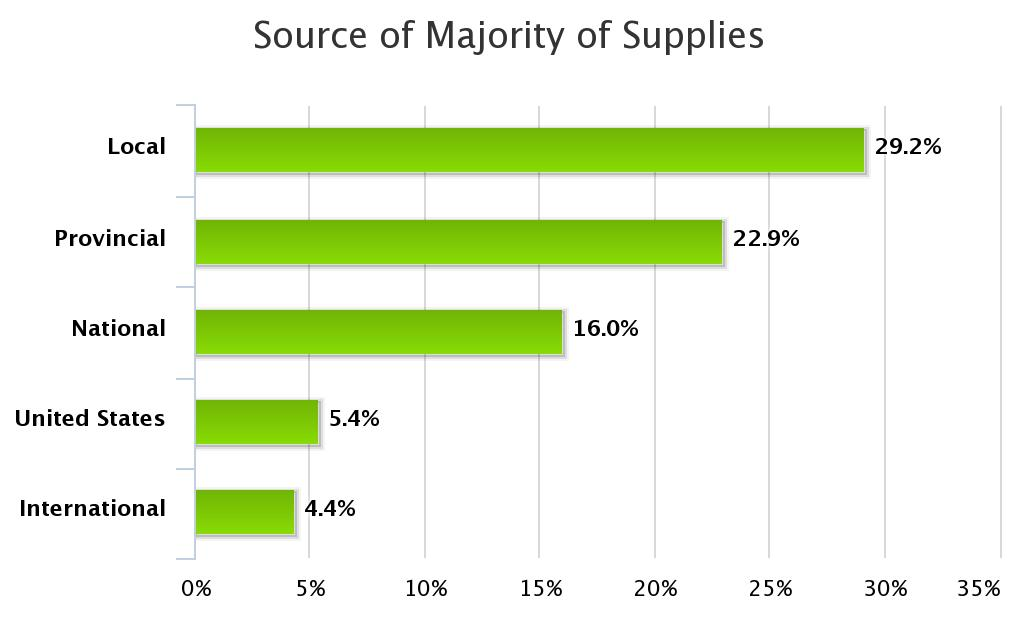 Source of Majority of Supplies
Local 29.2%
Provincial 22.9%
National 16.0%
United States 5.4%
International 4.4%
0% 5% 10% 15% 20% 25% 30% 35%